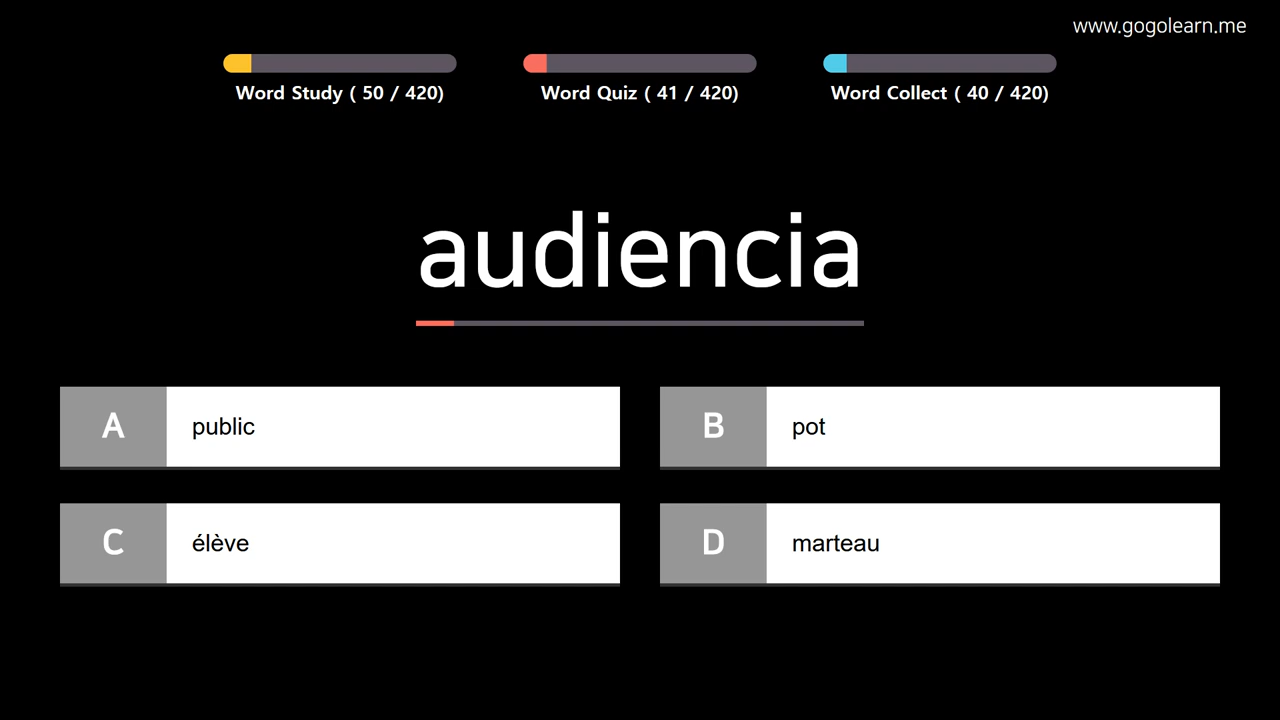 www.gogolearn.me
Word Study ( 50 / 420)
Word Quiz ( 41 / 420)
Word Collect ( 40 / 420)
audiencia
A public
B pot
C élève
D marteau